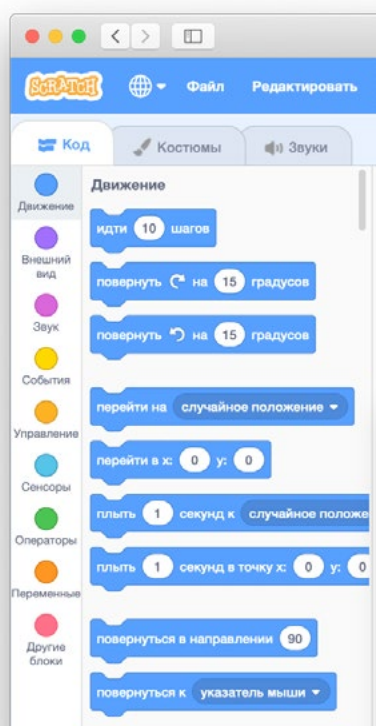 SCRATCH Файл Редактировать
Код Костюмы Звуки
Движение
Внешний
вид
Звук
События
Управление
Сенсоры
Операторы
Переменные
Другие
блоки
Движение
идти 10 шагов
повернуть на 15 градусов
повернуть на 15 градусов
перейти на случайное положение
перейти в x: 0 y: 0
плыть 1 секунд к случайное положе
плыть 1 секунд в точку x: 0 y: 0
повернуться в направлении 90
повернуться к указатель мыши